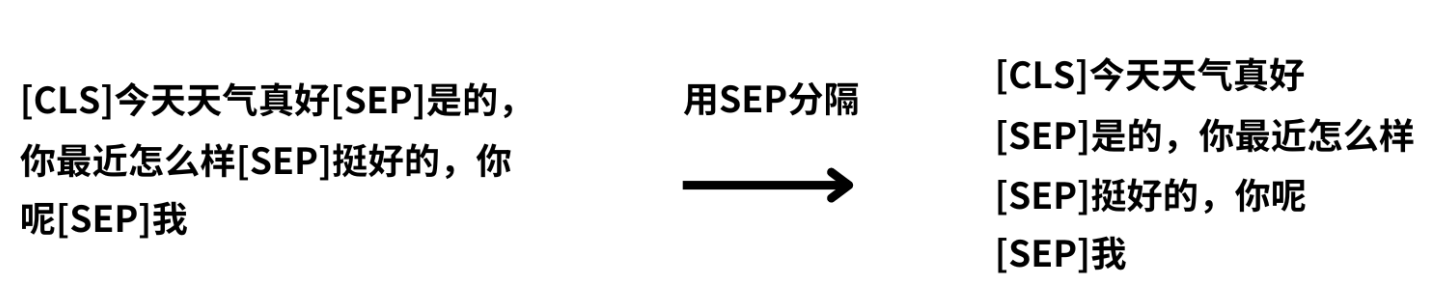 [CLS]今天天气真好[SEP]是的，
你最近怎么样[SEP]挺好的，你
呢[SEP]我
用SEP分隔
[CLS]今天天气真好
[SEP]是的，你最近怎么样
[SEP]挺好的，你呢
[SEP]我